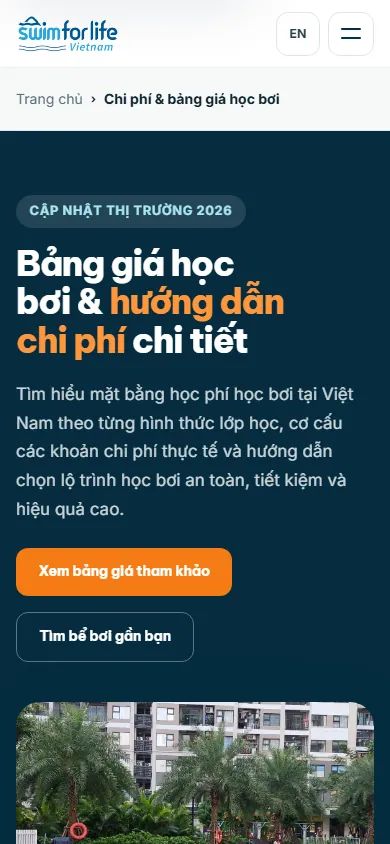 swimforlife
Vietnam
EN
Trang chủ › Chi phí & bảng giá học bơi
CẬP NHẬT THỊ TRƯỜNG 2026
Bảng giá học
bơi & hướng dẫn
chi phí chi tiết
Tìm hiểu mặt bằng học phí học bơi tại Việt
Nam theo từng hình thức lớp học, cơ cấu
các khoản chi phí thực tế và hướng dẫn
chọn lộ trình học bơi an toàn, tiết kiệm và
hiệu quả cao.
Xem bảng giá tham khảo
Tìm bể bơi gần bạn